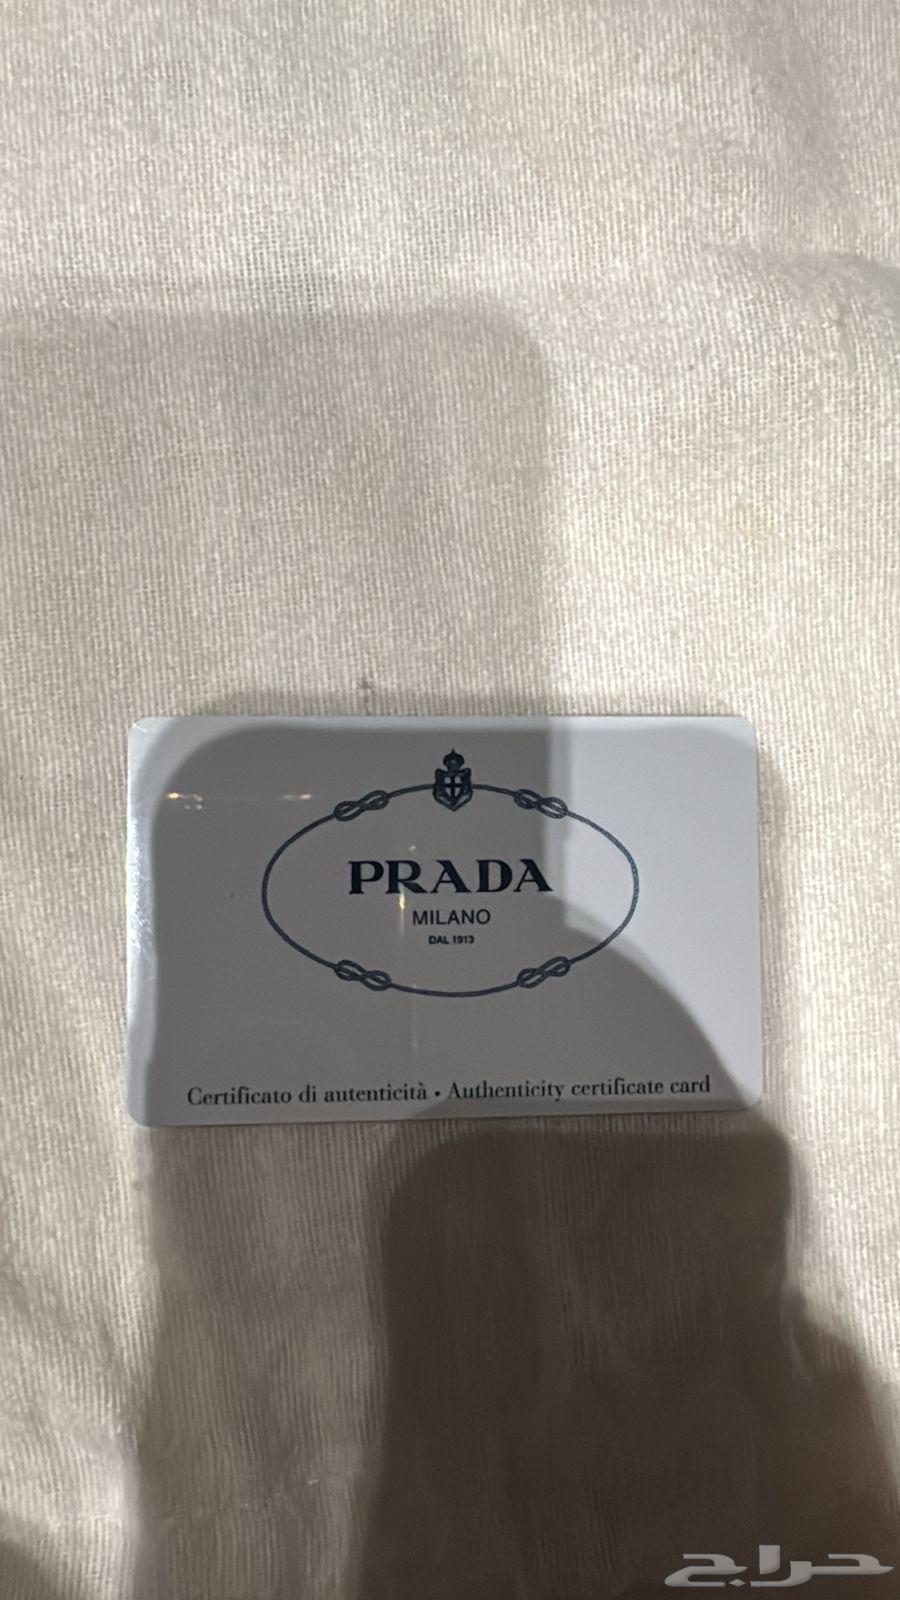 PRADA
MILANO
DAL 1913
Certificato di autenticità • Authenticity certificate card
حراج